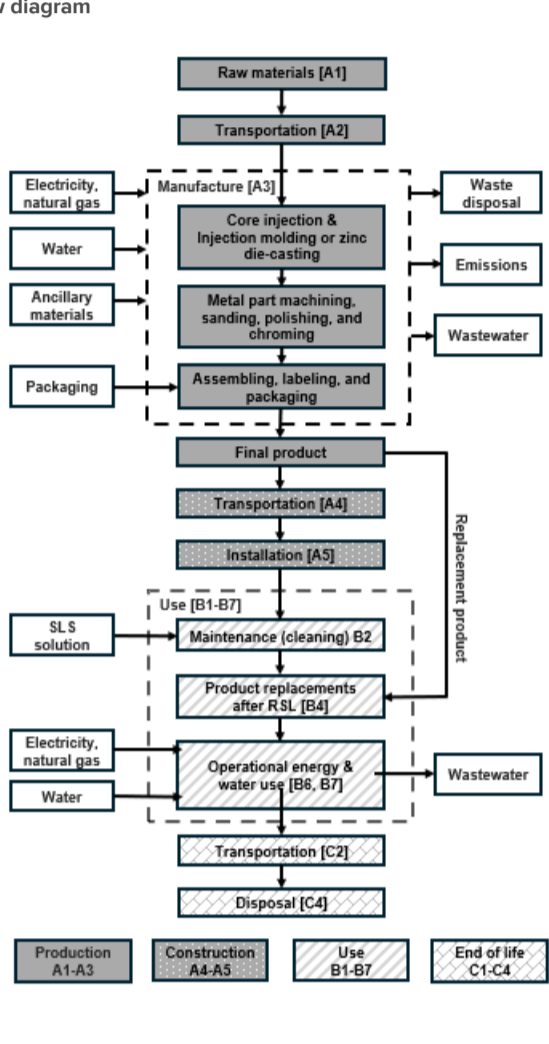 diagram
Raw materials [A1]
Transportation [A2]
Manufacture [A3]
Electricity,
natural gas
Water
Ancillary
materials
Packaging
Core injection &
Injection molding or zinc
die-casting
Metal part machining,
sanding, polishing, and
chroming
Assembling, labeling, and
packaging
Waste
disposal
Emissions
Wastewater
Final product
Transportation [A4]
Installation [A5]
Replacement product
Use [B1-B7]
SLS
solution
Maintenance (cleaning) B2
Product replacements
after RSL [B4]
Electricity,
natural gas
Water
Operational energy &
water use [B6, B7]
Wastewater
Transportation [C2]
Disposal [C4]
Production
A1-A3
Construction
A4-A5
Use
B1-B7
End of life
C1-C4